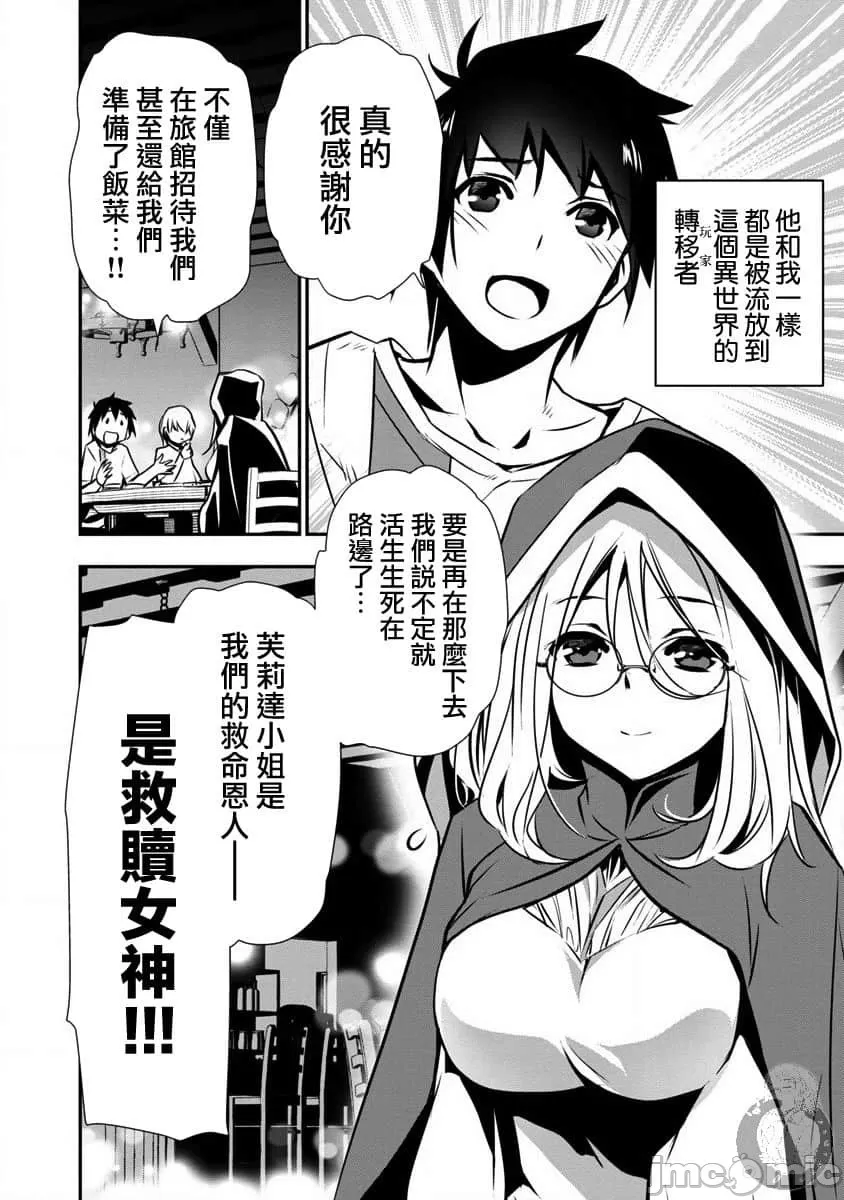 他和我一樣
都是被流放到
這個異世界的
轉移者
玩家
真的
很感謝你
不僅
在旅館招待我們
甚至還給我們
準備了飯菜…!!
要是再在那麼下去
我們説不定就
活生生死在
路邊了…
芙莉達小姐是
我們的救命恩人——
是救贖女神!!!
jmcomic